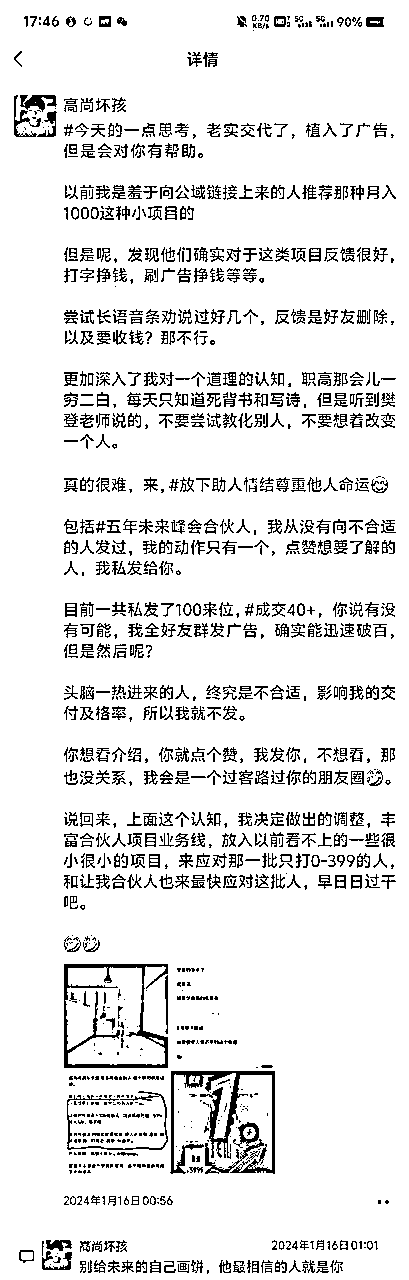 17:46
0.70 KB/s
5G
5G
90%
详情
高尚坏孩
#今天的一点思考，老实交代了，植入了广告，
但是会对你有帮助。
以前我是羞于向公域链接上来的人推荐那种月入
1000这种小项目的
但是呢，发现他们确实对于这类项目反馈很好，
打字挣钱，刷广告挣钱等等。
尝试长语音条劝说过好几个，反馈是好友删除，
以及要收钱？那不行。
更加深入了我对一个道理的认知，职高那会儿一
穷二白，每天只知道死背书和写诗，但是听到樊
登老师说的，不要尝试教化别人，不要想着改变
一个人。
真的很难，来，#放下助人情结尊重他人命运
包括#五年未来峰会合伙人，我从没有向不合适
的人发过，我的动作只有一个，点赞想要了解的
人，我私发给你。
目前一共私发了100来位，#成交40+，你说有没
有可能，我全好友群发广告，确实能迅速破百，
但是然后呢？
头脑一热进来的人，终究是不合适，影响我的交
付及格率，所以我就不发。
你想看介绍，你就点个赞，我发你，不想看，那
也没关系，我会是一个过客路过你的朋友圈。
说回来，上面这个认知，我决定做出的调整，丰
富合伙人项目业务线，放入以前看不上的一些很
小很小的项目，来应对那一批只打0-399的人，
和让我合伙人也来最快应对这批人，早日日过千
吧。
1
2024年1月16日 00:56
高尚坏孩
2024年1月16日 01:01
别给未来的自己画饼，他最相信的人就是你